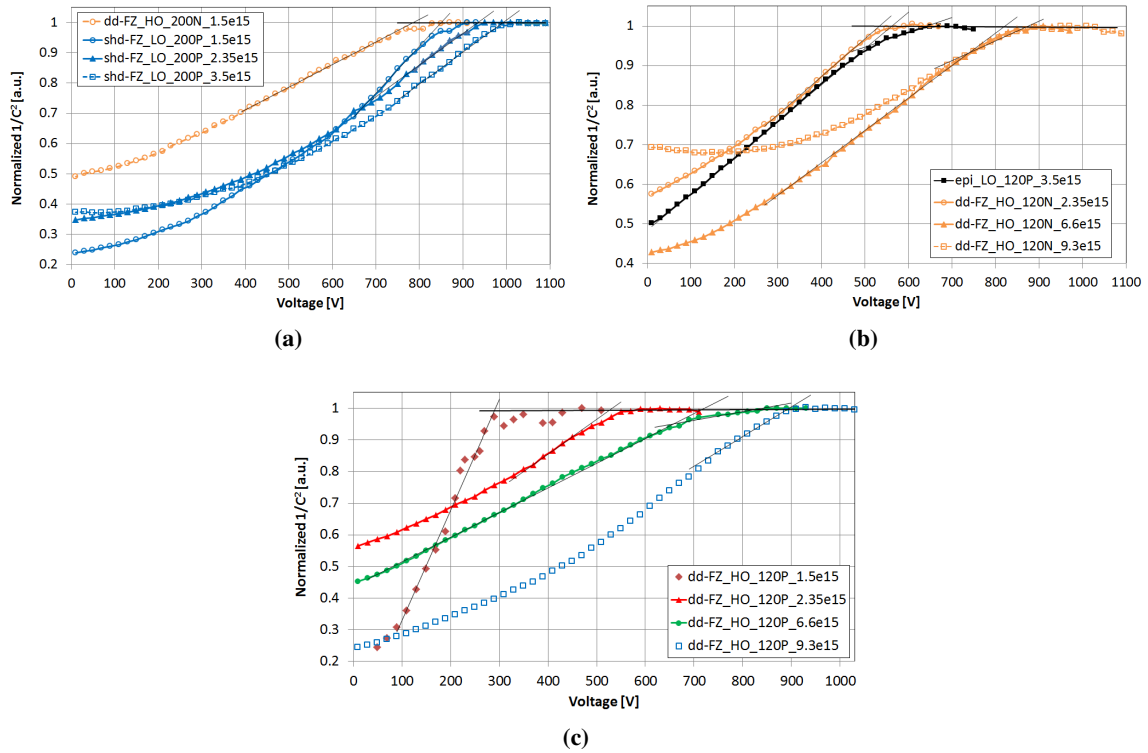 Normalized 1/C² [a.u.]
1
0.9
0.8
0.7
0.6
0.5
0.4
0.3
0.2
dd-FZ_HO_200N_1.5e15
shd-FZ_LO_200P_1.5e15
shd-FZ_LO_200P_2.35e15
shd-FZ_LO_200P_3.5e15
0 100 200 300 400 500 600 700 800 900 1000 1100
Voltage [V]
(a)
Normalized 1/C² [a.u.]
1
0.9
0.8
0.7
0.6
0.5
0.4
epi_LO_120P_3.5e15
dd-FZ_HO_120N_2.35e15
dd-FZ_HO_120N_6.6e15
dd-FZ_HO_120N_9.3e15
0 100 200 300 400 500 600 700 800 900 1000 1100
Voltage [V]
(b)
Normalized 1/C² [a.u.]
1
0.9
0.8
0.7
0.6
0.5
0.4
0.3
0.2
dd-FZ_HO_120P_1.5e15
dd-FZ_HO_120P_2.35e15
dd-FZ_HO_120P_6.6e15
dd-FZ_HO_120P_9.3e15
0 100 200 300 400 500 600 700 800 900 1000
Voltage [V]
(c)